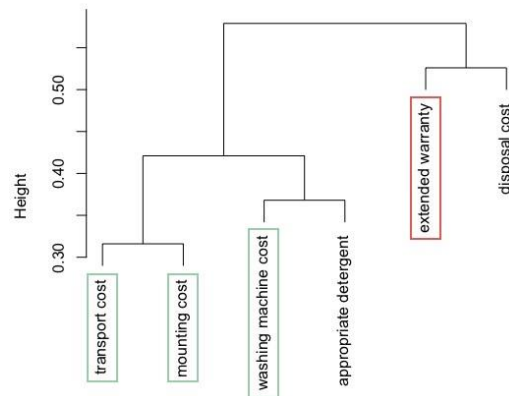 Height
0.50
0.40
0.30
transport cost
mounting cost
washing machine cost
appropriate detergent
extended warranty
disposal cost